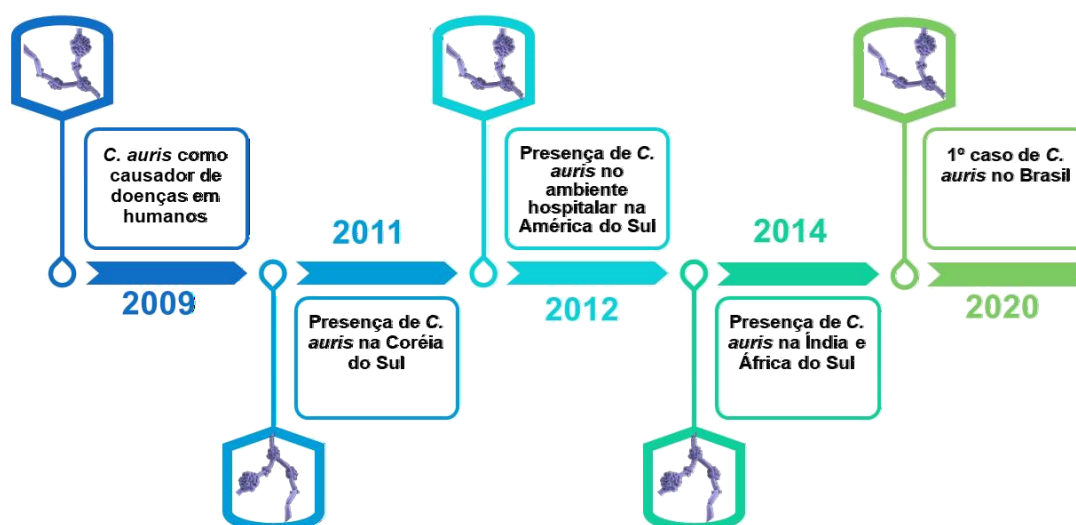 C. auris como
causador de
doenças em
humanos
2009
2011
Presença de C.
auris na Coréia
do Sul
Presença de C.
auris no
ambiente
hospitalar na
América do Sul
2012
2014
Presença de C.
auris na Índia e
África do Sul
1º caso de C.
auris no Brasil
2020